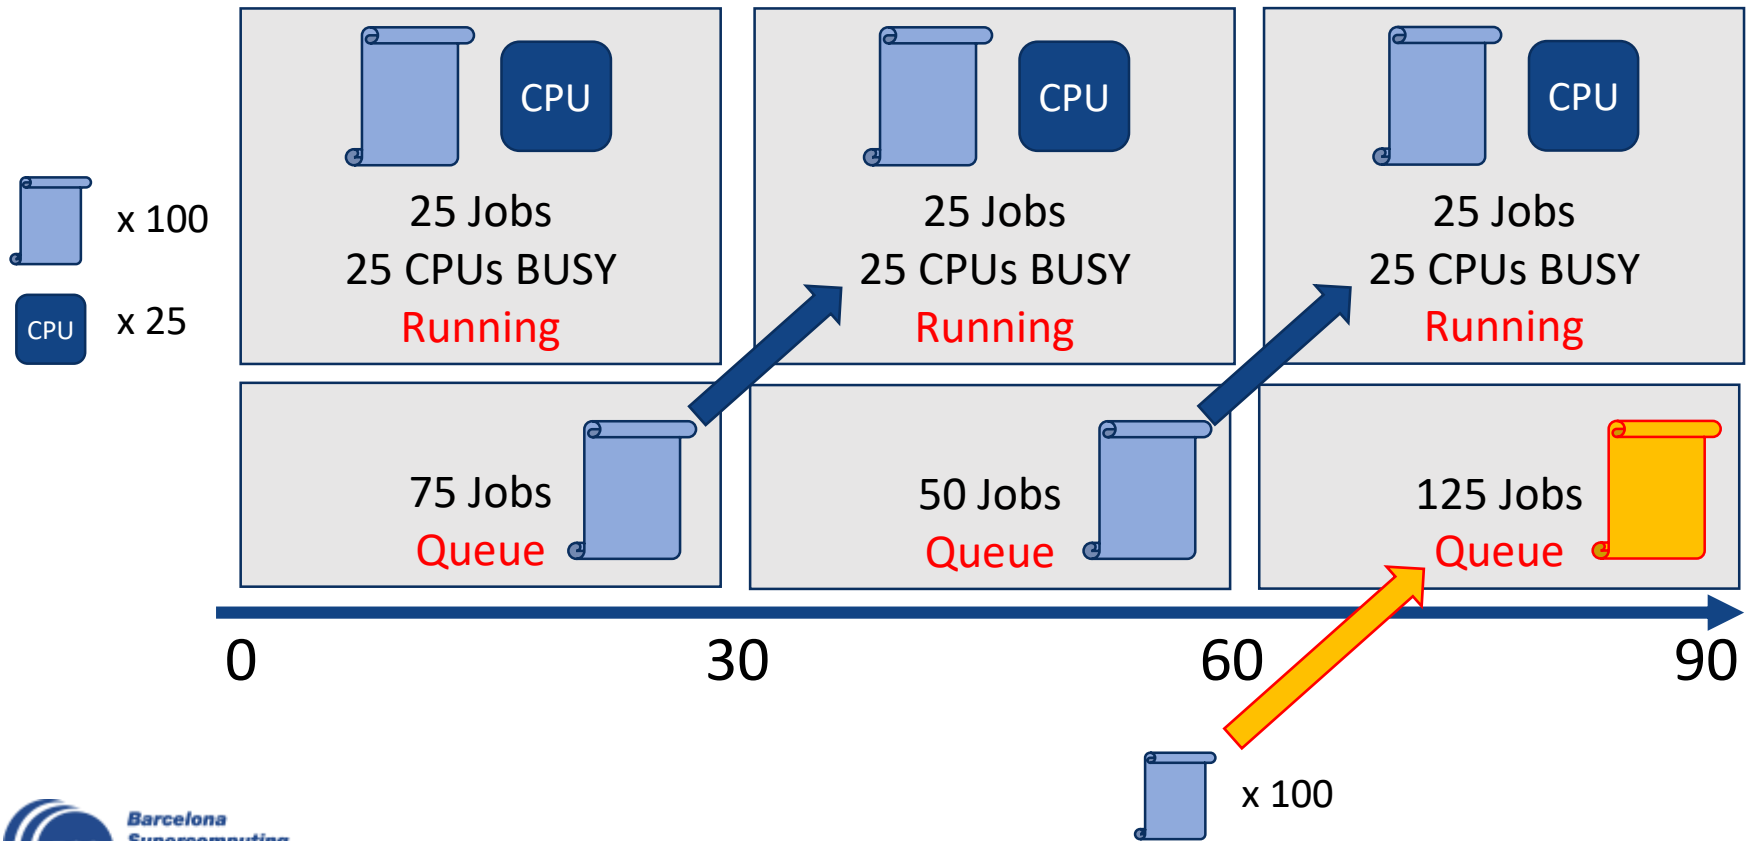 x 100
CPU
x 25
CPU
25 Jobs
25 CPUs BUSY
Running
CPU
25 Jobs
25 CPUs BUSY
Running
CPU
25 Jobs
25 CPUs BUSY
Running
75 Jobs
Queue
50 Jobs
Queue
125 Jobs
Queue
0 30 60 90
x 100
Barcelona
Supercomputing